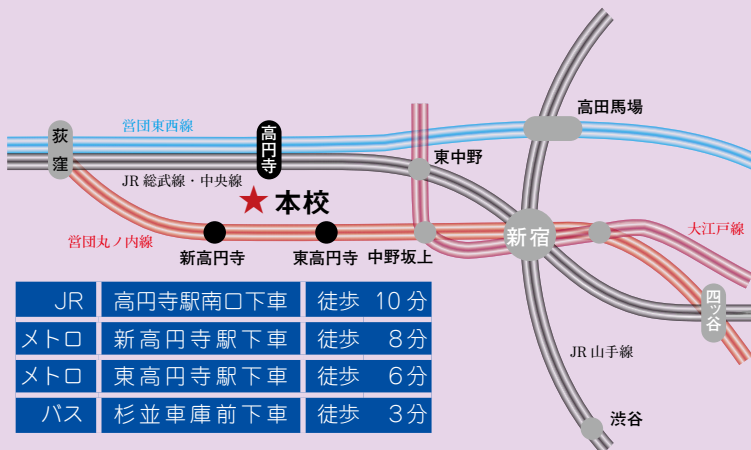 高田馬場
営団東西線
荻窪
高円寺
東中野
JR 総武線・中央線
本校
大江戸線
営団丸ノ内線
新宿
新高円寺
東高円寺
中野坂上
四ッ谷
JR 高円寺駅南口下車 徒歩 10分
メトロ 新高円寺駅下車 徒歩 8分
メトロ 東高円寺駅下車 徒歩 6分
バス 杉並車庫前下車 徒歩 3分
JR 山手線
渋谷